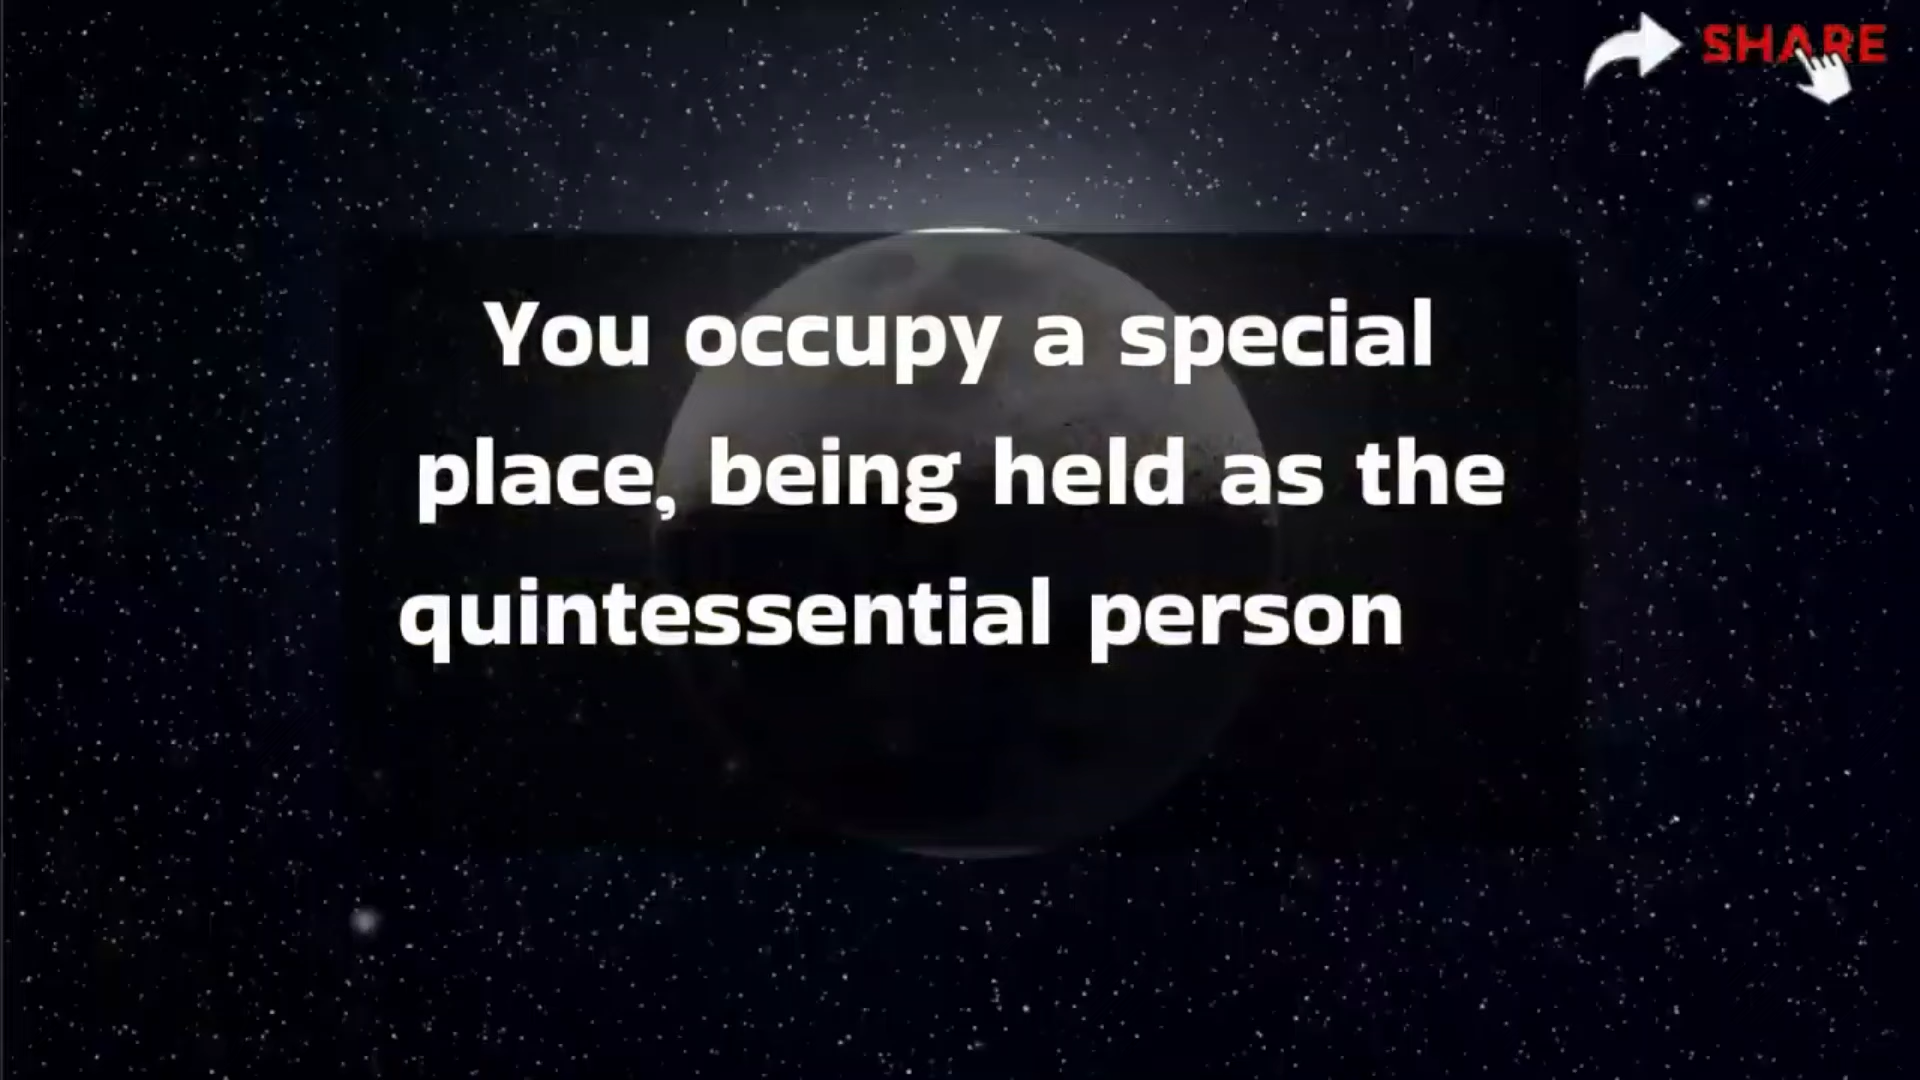 SHARE
You occupy a special
place, being held as the
quintessential person